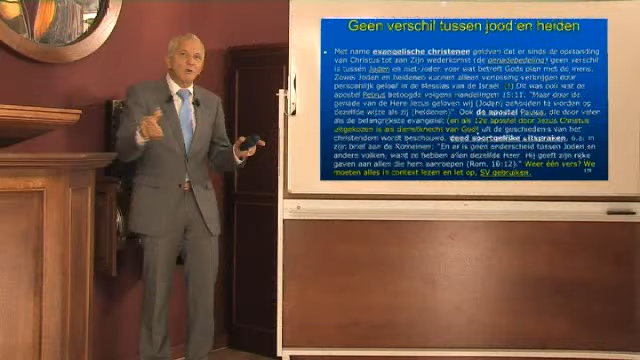 Geen verschil tussen jood en heiden
Met name evangelische christenen geloven dat er sinds de opstanding
van Christus tot aan Zijn wederkomst (de genadebedeling) geen verschil
is tussen Joden en niet-Joden voor wat betreft Gods plan met de mens.
Zowel Joden en heidenen kunnen alleen verlossing verkrijgen door
persoonlijk geloof in de Messias van de Israël (!) Dit was ook wat de
apostel Petrus betoogde volgens Handelingen 15:11. "Maar door de
genade van de Here Jezus geloven wij (Joden) behouden te worden op
dezelfde wijze als zij (heidenen)". Ook de apostel Paulus, die door velen
als de belangrijkste evangelist (en als 12e apostel door Jezus Christus
uitgekozen is als dienstknecht van God) uit de geschiedenis van het
christendom wordt beschouwd, deed soortgelijke uitspraken, o.a. in
zijn brief aan de Romeinen: "En er is geen onderscheid tussen Joden en
andere volken, want ze hebben allen dezelfde Heer. Hij geeft zijn rijke
gaven aan alles die hem aanroepen (Rom. 10:12)." Weer één vers? We
moeten alles in context lezen en let op, SV gebruiken.